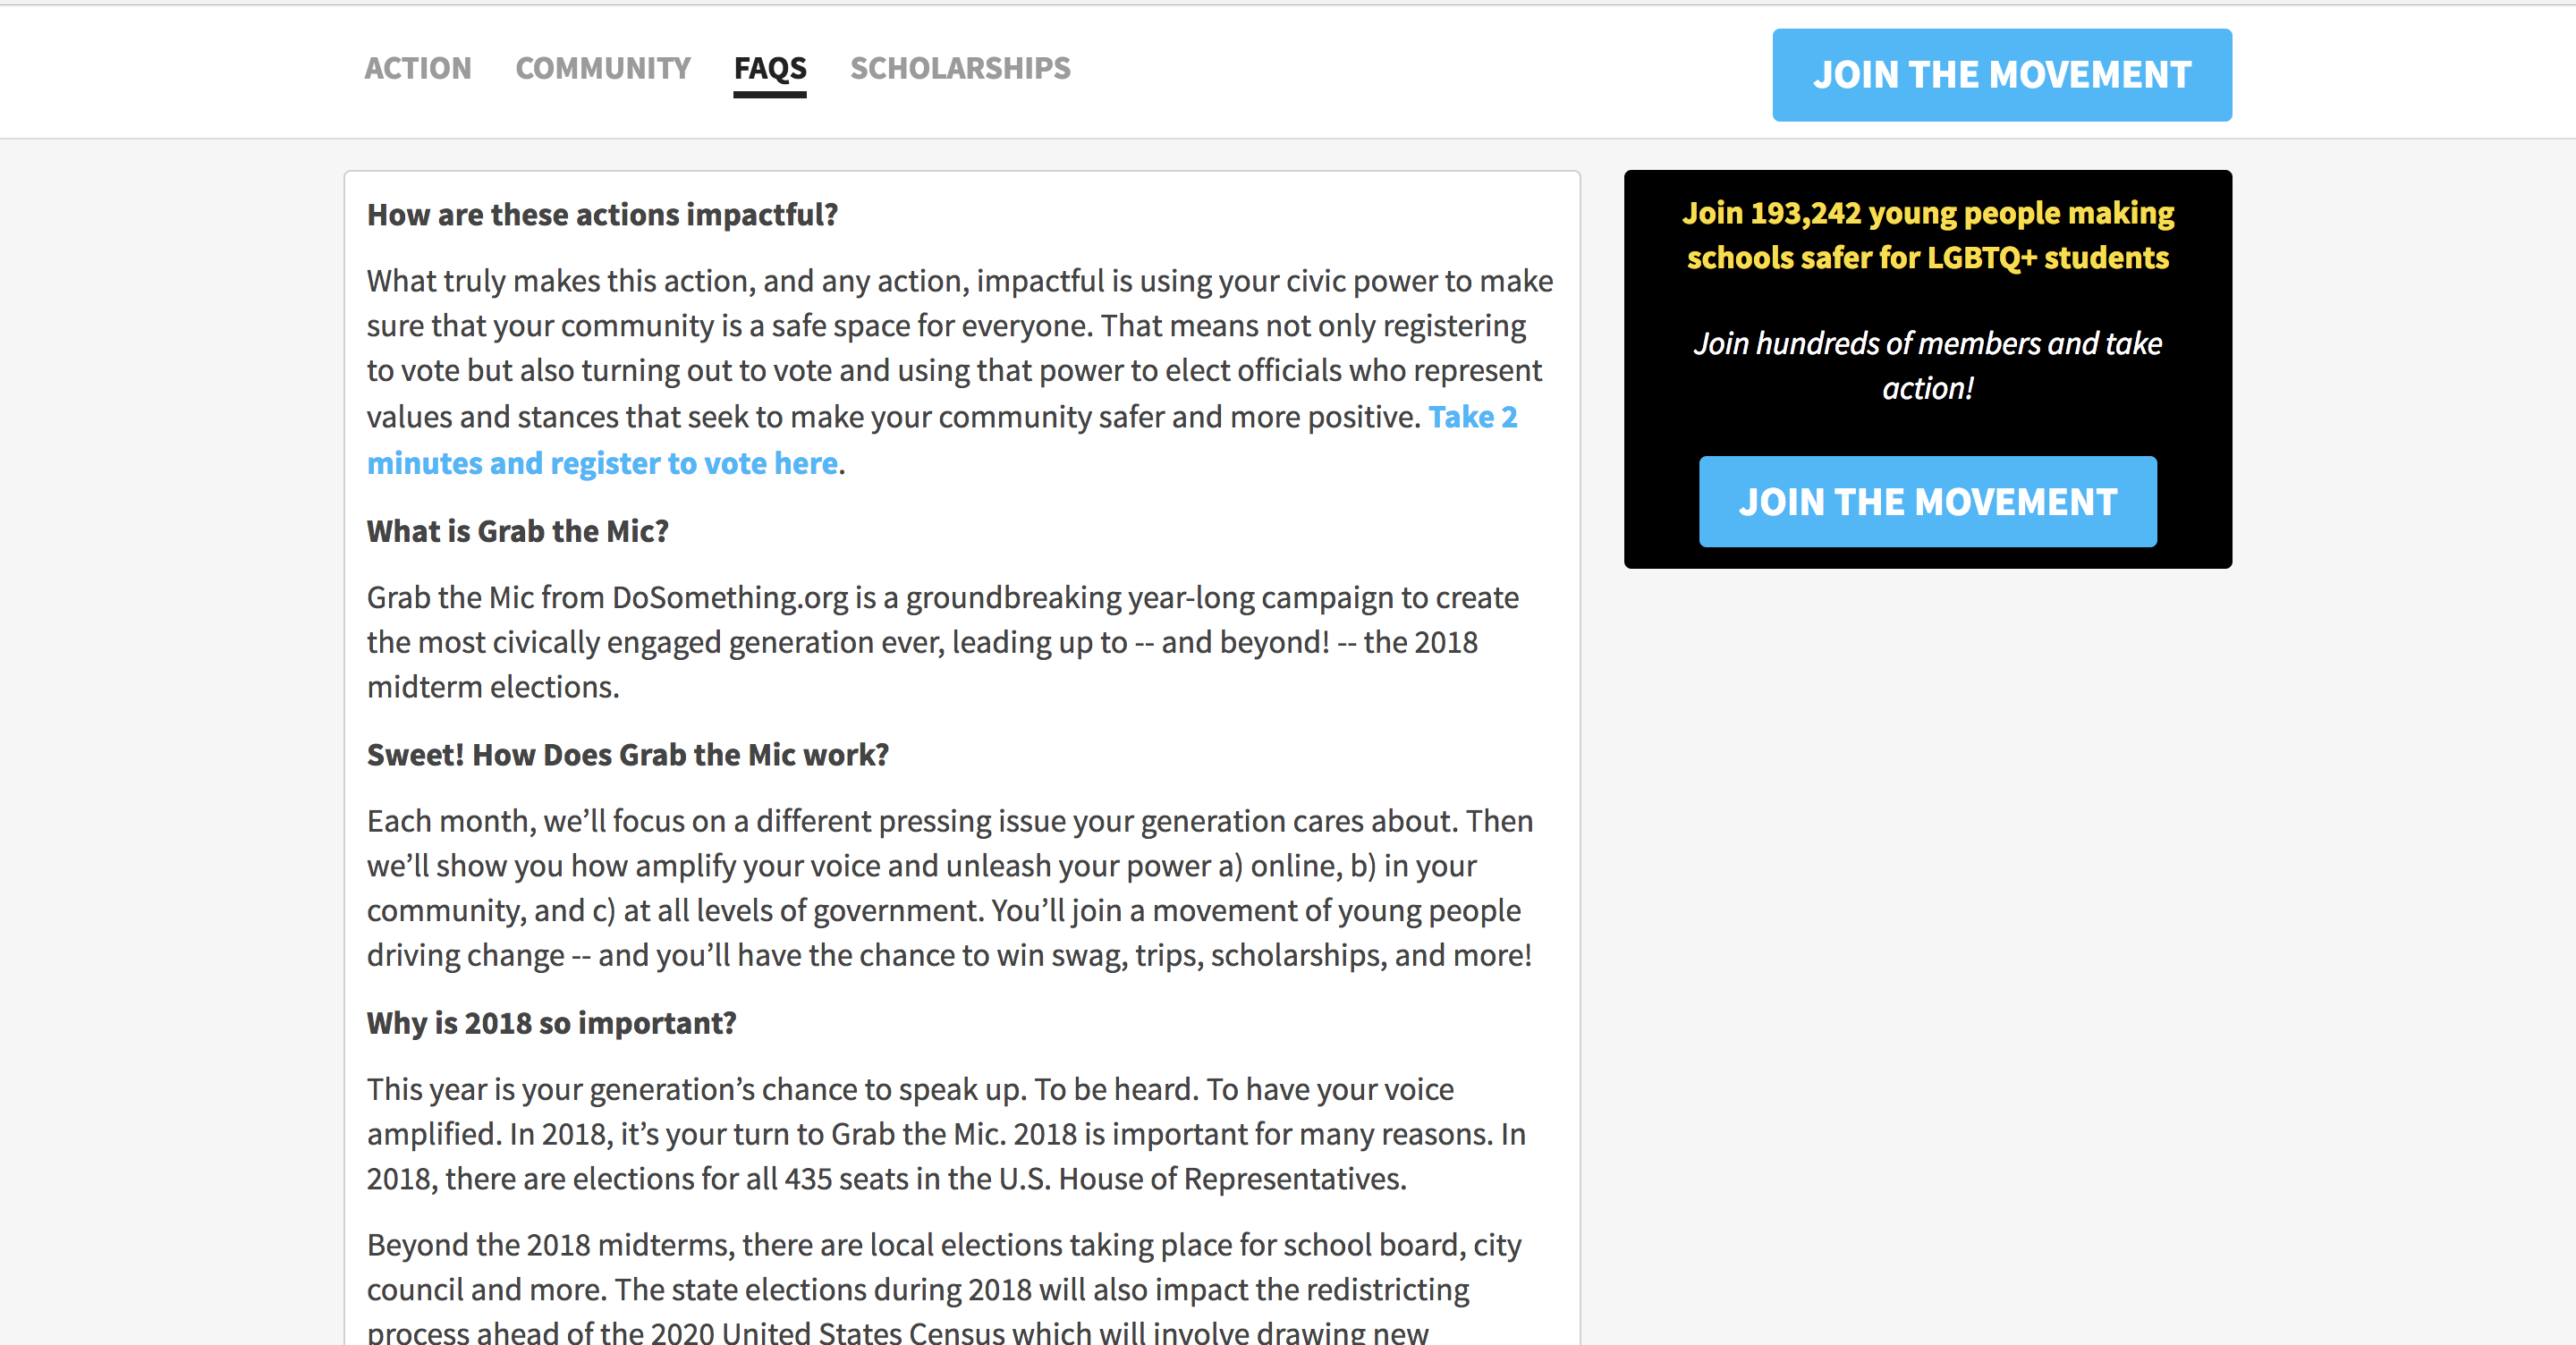 ACTION COMMUNITY FAQS SCHOLARSHIPS
JOIN THE MOVEMENT
How are these actions impactful?
What truly makes this action, and any action, impactful is using your civic power to make
sure that your community is a safe space for everyone. That means not only registering
to vote but also turning out to vote and using that power to elect officials who represent
values and stances that seek to make your community safer and more positive. Take 2
minutes and register to vote here.
What is Grab the Mic?
Grab the Mic from DoSomething.org is a groundbreaking year-long campaign to create
the most civically engaged generation ever, leading up to -- and beyond! -- the 2018
midterm elections.
Sweet! How Does Grab the Mic work?
Each month, we’ll focus on a different pressing issue your generation cares about. Then
we’ll show you how amplify your voice and unleash your power a) online, b) in your
community, and c) at all levels of government. You’ll join a movement of young people
driving change -- and you’ll have the chance to win swag, trips, scholarships, and more!
Why is 2018 so important?
This year is your generation’s chance to speak up. To be heard. To have your voice
amplified. In 2018, it’s your turn to Grab the Mic. 2018 is important for many reasons. In
2018, there are elections for all 435 seats in the U.S. House of Representatives.
Beyond the 2018 midterms, there are local elections taking place for school board, city
council and more. The state elections during 2018 will also impact the redistricting
process ahead of the 2020 United States Census which will involve drawing new
Join 193,242 young people making
schools safer for LGBTQ+ students
Join hundreds of members and take
action!
JOIN THE MOVEMENT